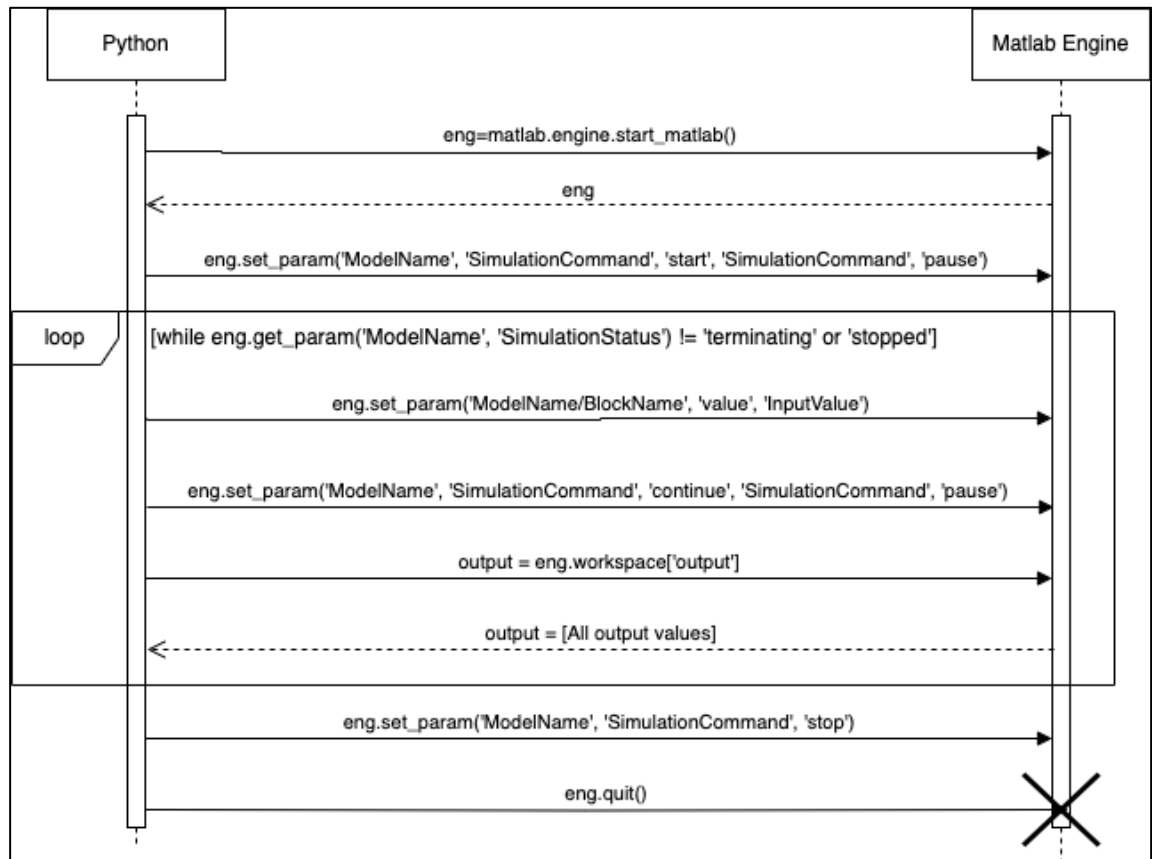 Python
Matlab Engine
eng=matlab.engine.start_matlab()
eng
eng.set_param('ModelName', 'SimulationCommand', 'start', 'SimulationCommand', 'pause')
loop
[while eng.get_param('ModelName', 'SimulationStatus') != 'terminating' or 'stopped']
eng.set_param('ModelName/BlockName', 'value', 'InputValue')
eng.set_param('ModelName', 'SimulationCommand', 'continue', 'SimulationCommand', 'pause')
output = eng.workspace['output']
output = [All output values]
eng.set_param('ModelName', 'SimulationCommand', 'stop')
eng.quit()